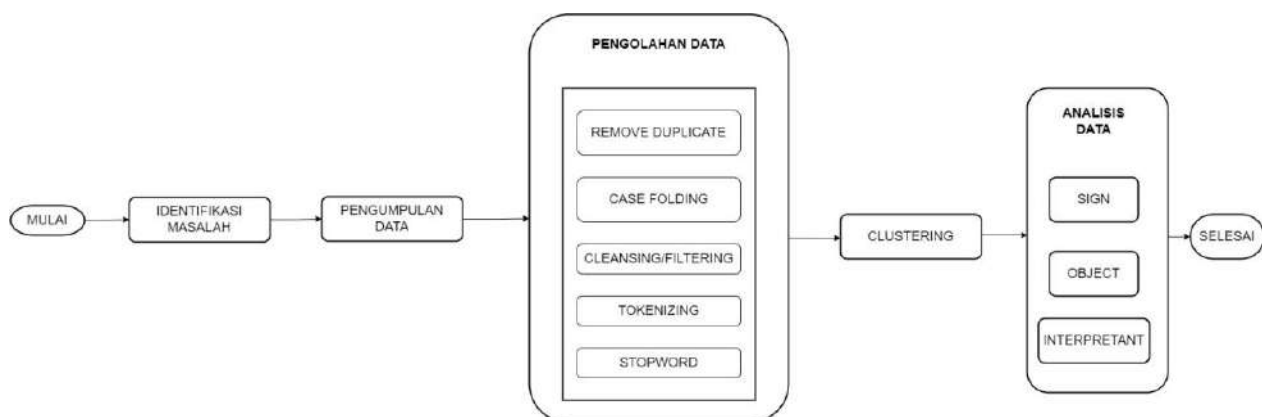 MULAI
IDENTIFIKASI
MASALAH
PENGUMPULAN
DATA
PENGOLAHAN DATA
REMOVE DUPLICATE
CASE FOLDING
CLEANSING/FILTERING
TOKENIZING
STOPWORD
CLUSTERING
ANALISIS
DATA
SIGN
OBJECT
INTERPRETANT
SELESAI